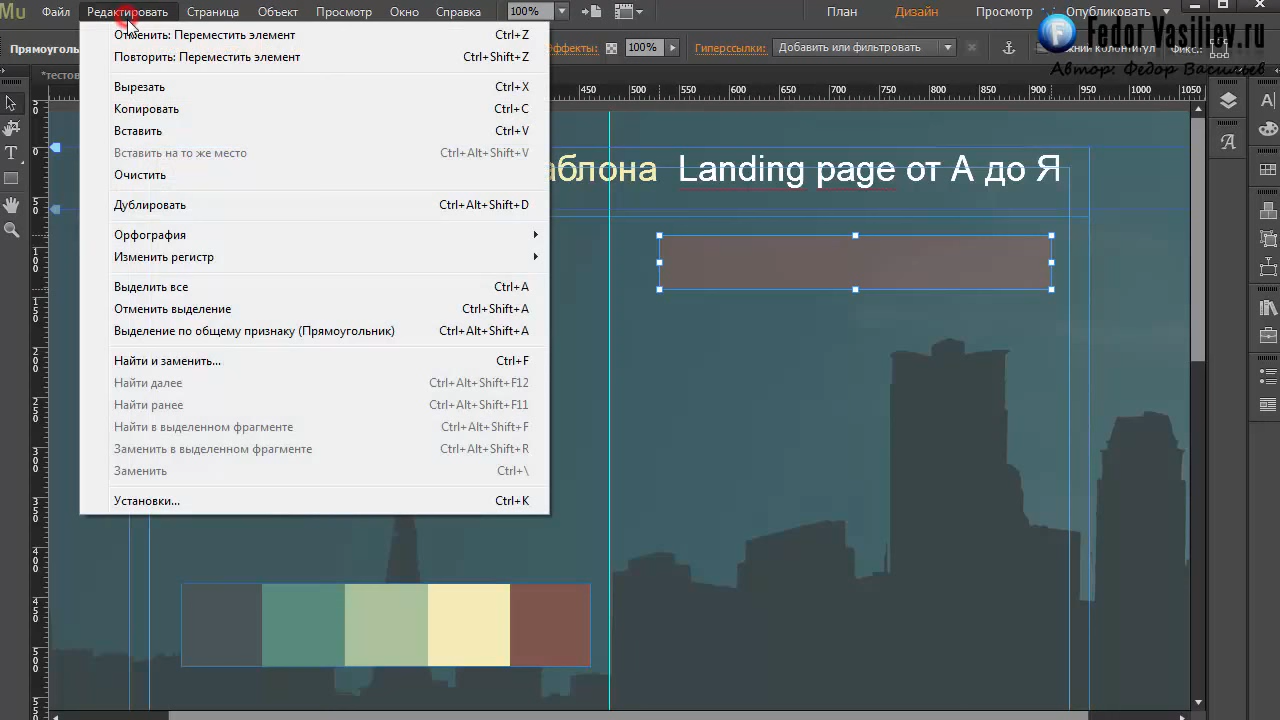 Mu Файл Редактировать Страница Объект Просмотр Окно Справка 100% План Дизайн Просмотр Опубликовать
Fedor Vasiliev.ru
Автор: Федор Васильев
100% Гиперссылки: Добавить или фильтровать Фикс.:
Отменить: Переместить элемент Ctrl+Z
Повторить: Переместить элемент Ctrl+Shift+Z
Вырезать Ctrl+X
Копировать Ctrl+C
Вставить Ctrl+V
Вставить на то же место Ctrl+Alt+Shift+V
Очистить
Дублировать Ctrl+Alt+Shift+D
Орфография
Изменить регистр
Выделить все Ctrl+A
Отменить выделение Ctrl+Shift+A
Выделение по общему признаку (Прямоугольник) Ctrl+Alt+Shift+A
Найти и заменить... Ctrl+F
Найти далее Ctrl+Alt+Shift+F12
Найти ранее Ctrl+Alt+Shift+F11
Найти в выделенном фрагменте Ctrl+Alt+Shift+F
Заменить в выделенном фрагменте Ctrl+Alt+Shift+R
Заменить Ctrl+\
Установки... Ctrl+K
450 500 550 600 650 700 750 800 850 900 950 1000 1050
аблона Landing page от А до Я